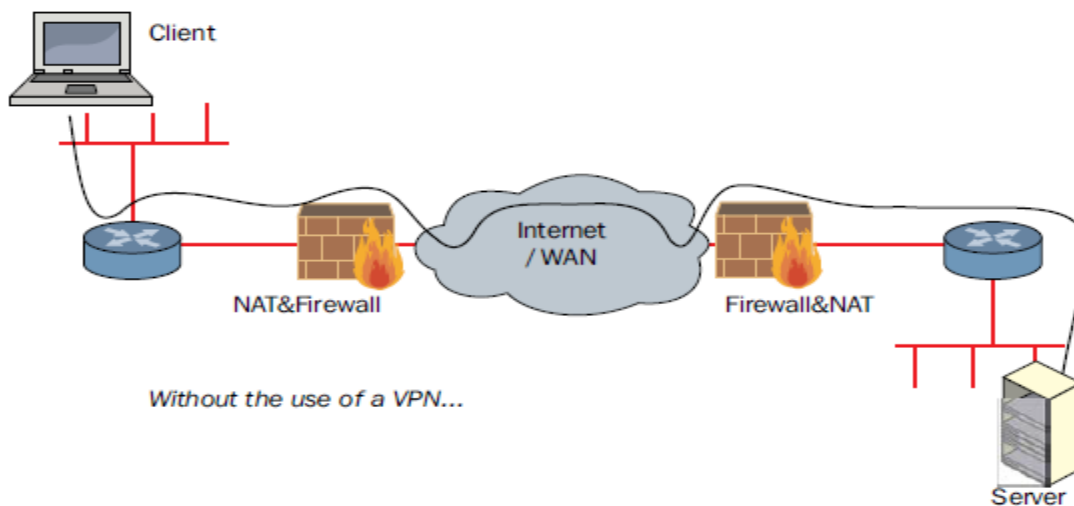 Client
Internet
/ WAN
NAT&Firewall
Firewall&NAT
Without the use of a VPN...
Server